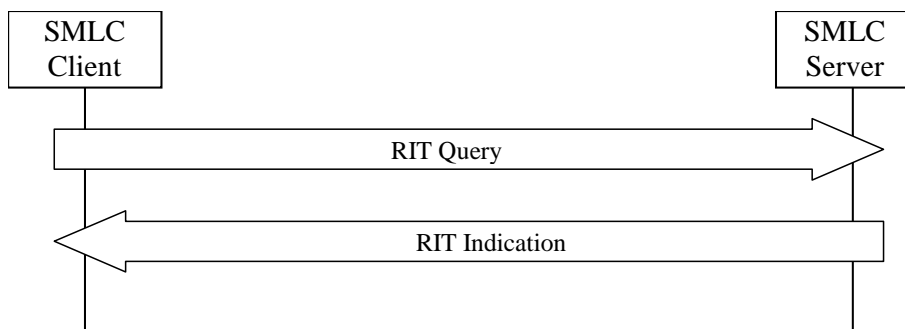 SMLC
Client
SMLC
Server
RIT Query
RIT Indication